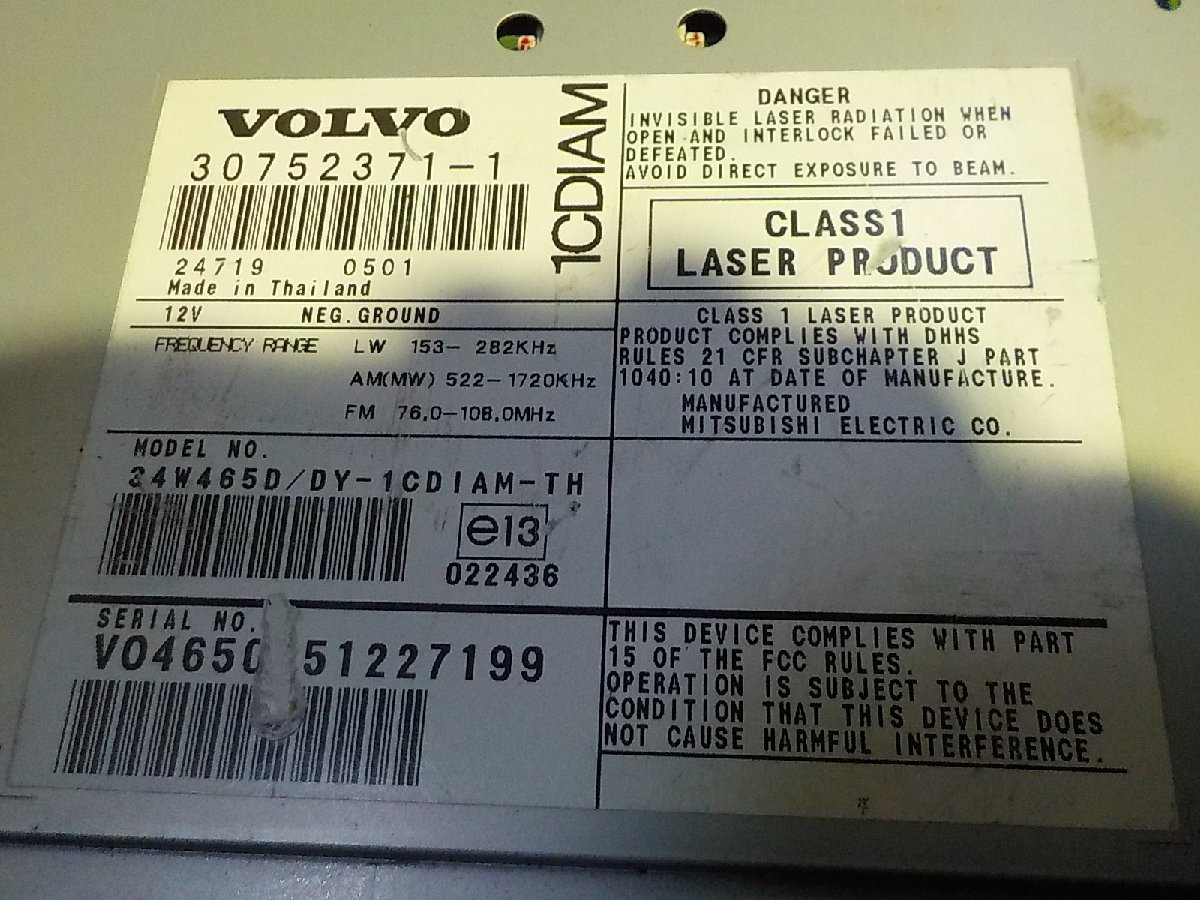 VOLVO
30752371-1
24719 0501
Made in Thailand
1CDIAM
12V NEG.GROUND
FREQUENCY RANGE LW 153- 282KHz
AM(MW) 522-1720KHz
FM 76.0-108.0MHz
MODEL NO.
34W465D/DY-1CDIAM-TH
e13
022436
SERIAL NO.
51227199
DANGER
INVISIBLE LASER RADIATION WHEN
OPEN AND INTERLOCK FAILED OR
DEFEATED.
AVOID DIRECT EXPOSURE TO BEAM.
CLASS1
LASER PRODUCT
CLASS 1 LASER PRODUCT
PRODUCT COMPLIES WITH DHHS
RULES 21 CFR SUBCHAPTER J PART
1040:10 AT DATE OF MANUFACTURE.
MANUFACTURED
MITSUBISHI ELECTRIC CO.
THIS DEVICE COMPLIES WITH PART
15 OF THE FCC RULES.
OPERATION IS SUBJECT TO THE
CONDITION THAT THIS DEVICE DOES
NOT CAUSE HARMFUL INTERFERENCE.